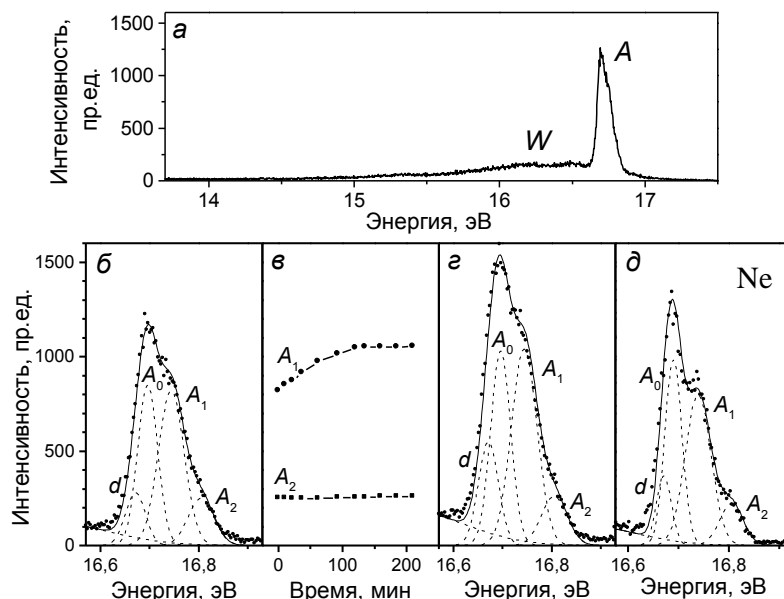 1500
1000
500
0
Интенсивность,
пр.ед.
а
W
A
14 15 16 17
Энергия, эВ
1500
1000
500
0
Интенсивность, пр.ед.
б
A0
A1
d
A2
16,6 16,8
Энергия, эВ
в
A1
A2
0 100 200
Время, мин
г
A0
A1
d
A2
16,6 16,8
Энергия, эВ
д
Ne
A0
A1
d
A2
16,6 16,8
Энергия, эВ